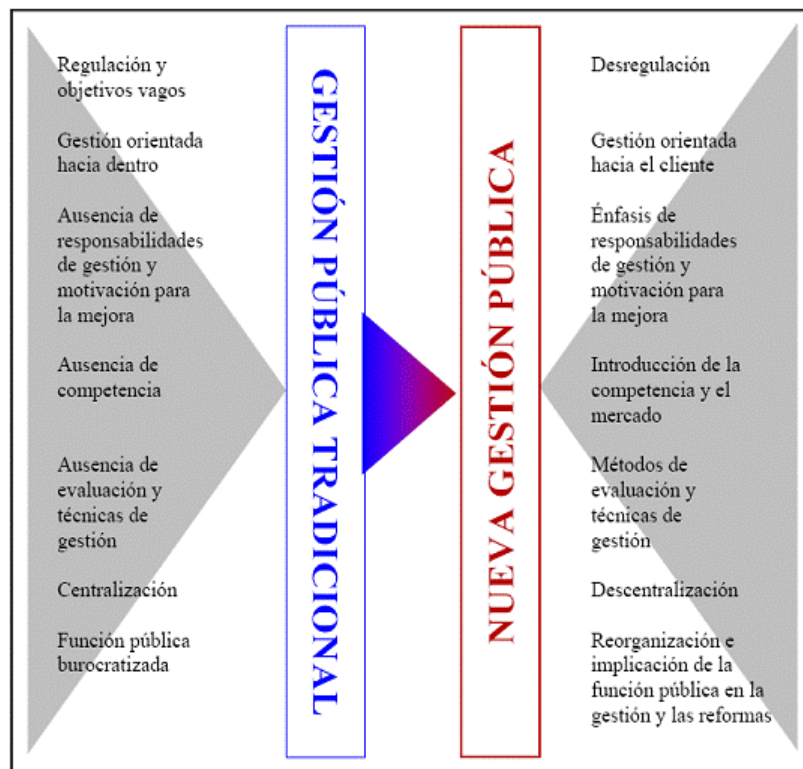 Regulación y
objetivos vagos
Gestión orientada
hacia dentro
Ausencia de
responsabilidades
de gestión y
motivación para
la mejora
Ausencia de
competencia
Ausencia de
evaluación y
técnicas de
gestión
Centralización
Función pública
burocratizada
GESTIÓN PÚBLICA TRADICIONAL
NUEVA GESTIÓN PÚBLICA
Desregulación
Gestión orientada
hacia el cliente
Énfasis de
responsabilidades
de gestión y
motivación para
la mejora
Introducción de la
competencia y el
mercado
Métodos de
evaluación y
técnicas de
gestión
Descentralización
Reorganización e
implicación de la
función pública en la
gestión y las reformas